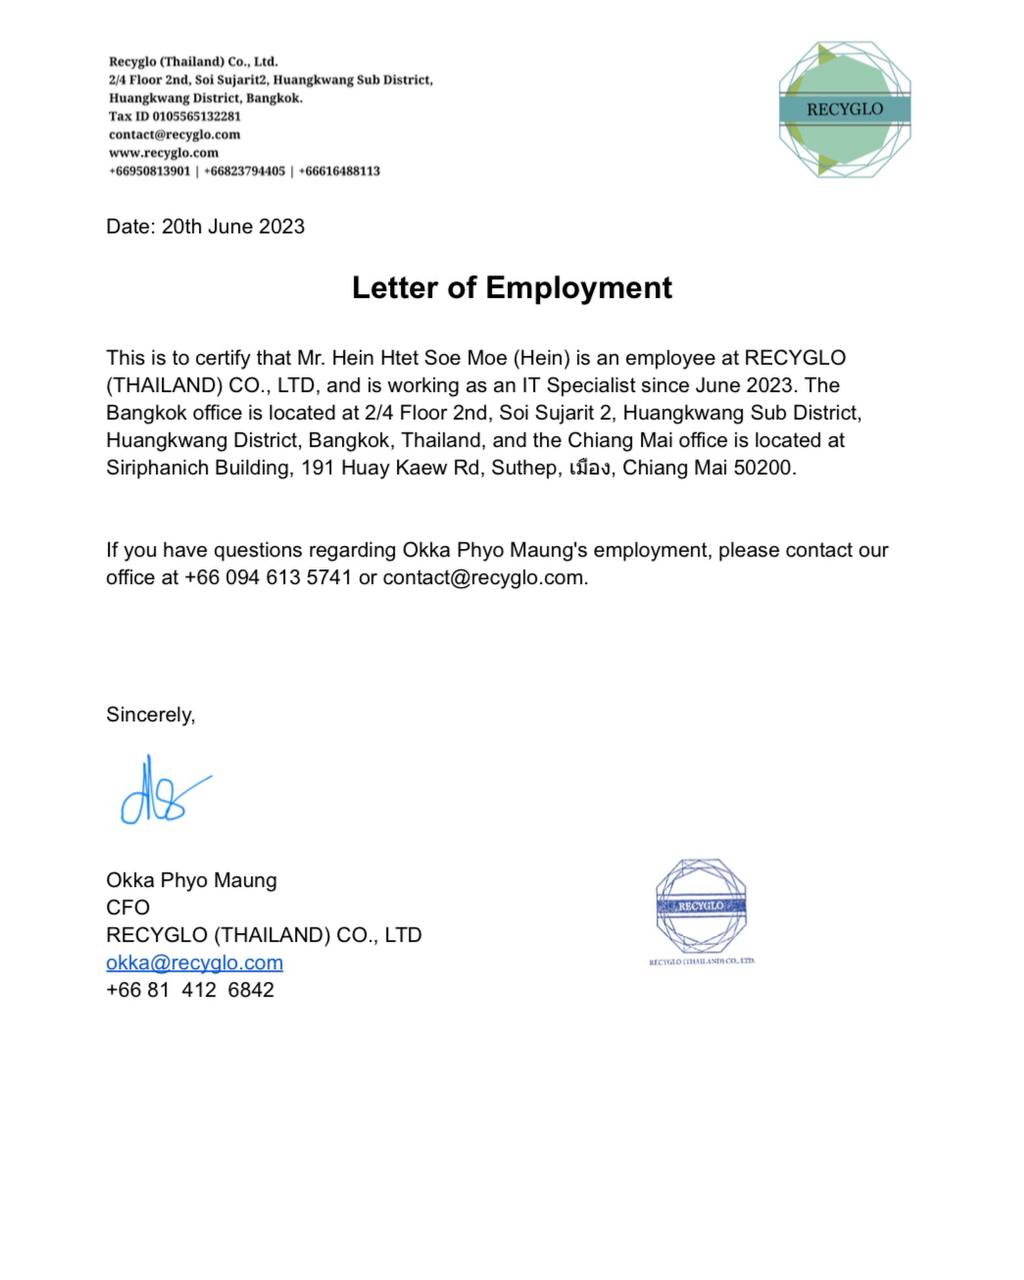 Recyglo (Thailand) Co., Ltd.
2/4 Floor 2nd, Soi Sujarit2, Huangkwang Sub District,
Huangkwang District, Bangkok.
Tax ID 0105565132281
contact@recyglo.com
www.recyglo.com
+66950813901 | +66823794405 | +66616488113
RECYGLO
Date: 20th June 2023
Letter of Employment
This is to certify that Mr. Hein Htet Soe Moe (Hein) is an employee at RECYGLO
(THAILAND) CO., LTD, and is working as an IT Specialist since June 2023. The
Bangkok office is located at 2/4 Floor 2nd, Soi Sujarit 2, Huangkwang Sub District,
Huangkwang District, Bangkok, Thailand, and the Chiang Mai office is located at
Siriphanich Building, 191 Huay Kaew Rd, Suthep, เมือง, Chiang Mai 50200.
If you have questions regarding Okka Phyo Maung's employment, please contact our
office at +66 094 613 5741 or contact@recyglo.com.
Sincerely,
Okka Phyo Maung
CFO
RECYGLO (THAILAND) CO., LTD
okka@recyglo.com
+66 81 412 6842
RECYGLO
RECYGLO (THAILAND) CO., LTD.